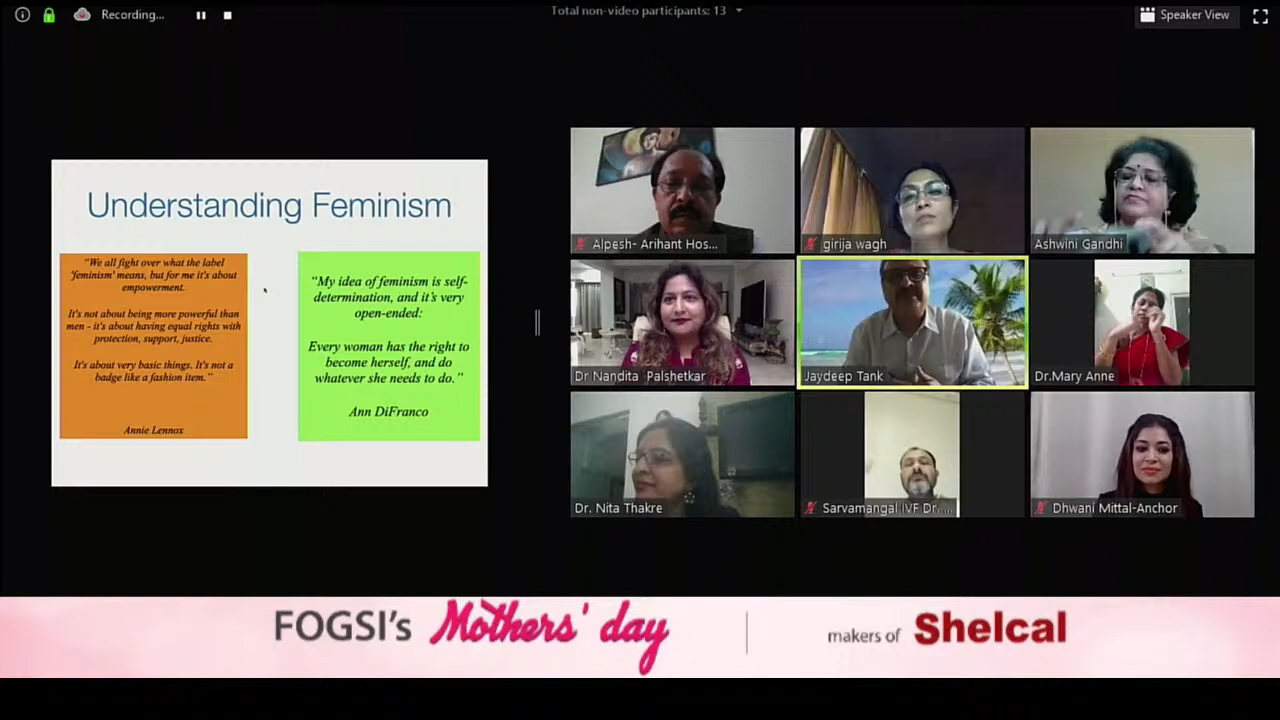 Recording...
Total non-video participants: 13
Speaker View
Understanding Feminism
"We all fight over what the label
'feminism' means, but for me it's about
empowerment.
It's not about being more powerful than
men - it's about having equal rights with
protection, support, justice.
It's about very basic things. It's not a
badge like a fashion item."
Annie Lennox
"My idea of feminism is self-
determination, and it's very
open-ended:
Every woman has the right to
become herself, and do
whatever she needs to do."
Ann DiFranco
Alpesh- Arihant Hos...
girija wagh
Ashwini Gandhi
Dr Nandita Palshetkar
Jaydeep Tank
Dr.Mary Anne
Dr. Nita Thakre
Sarvamangal IVF Dr. ...
Dhwani Mittal-Anchor
FOGSI's Mothers' day
makers of Shelcal